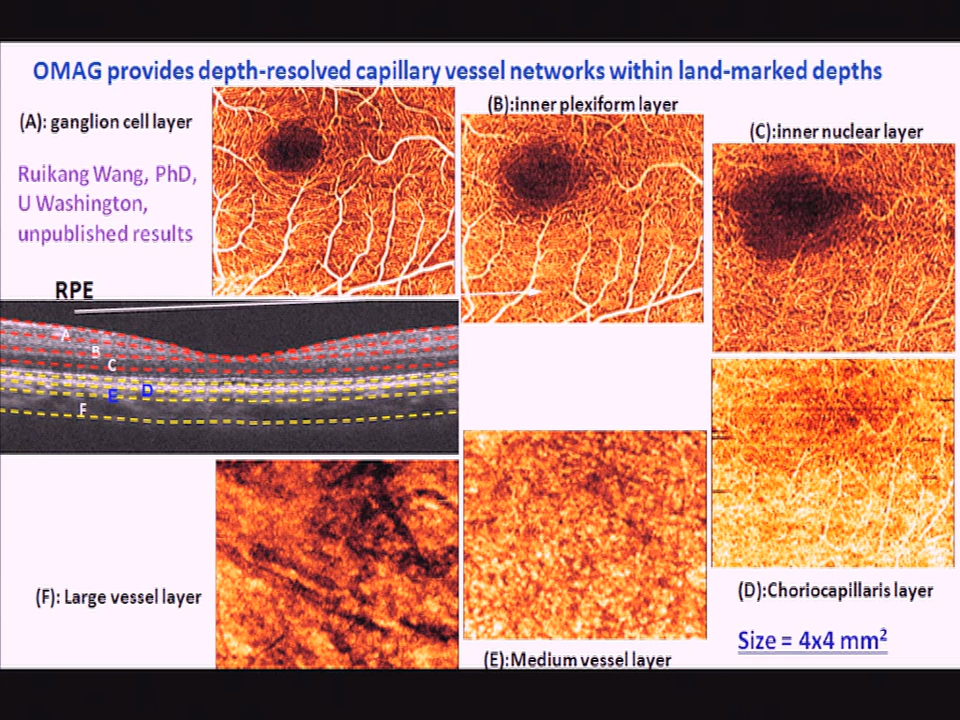 OMAG provides depth-resolved capillary vessel networks within land-marked depths
(A): ganglion cell layer
(B):inner plexiform layer
(C):inner nuclear layer
Ruikang Wang, PhD,
U Washington,
unpublished results
RPE
A
B
C
D
E
F
(F): Large vessel layer
(E):Medium vessel layer
(D):Choriocapillaris layer
Size = 4x4 mm²